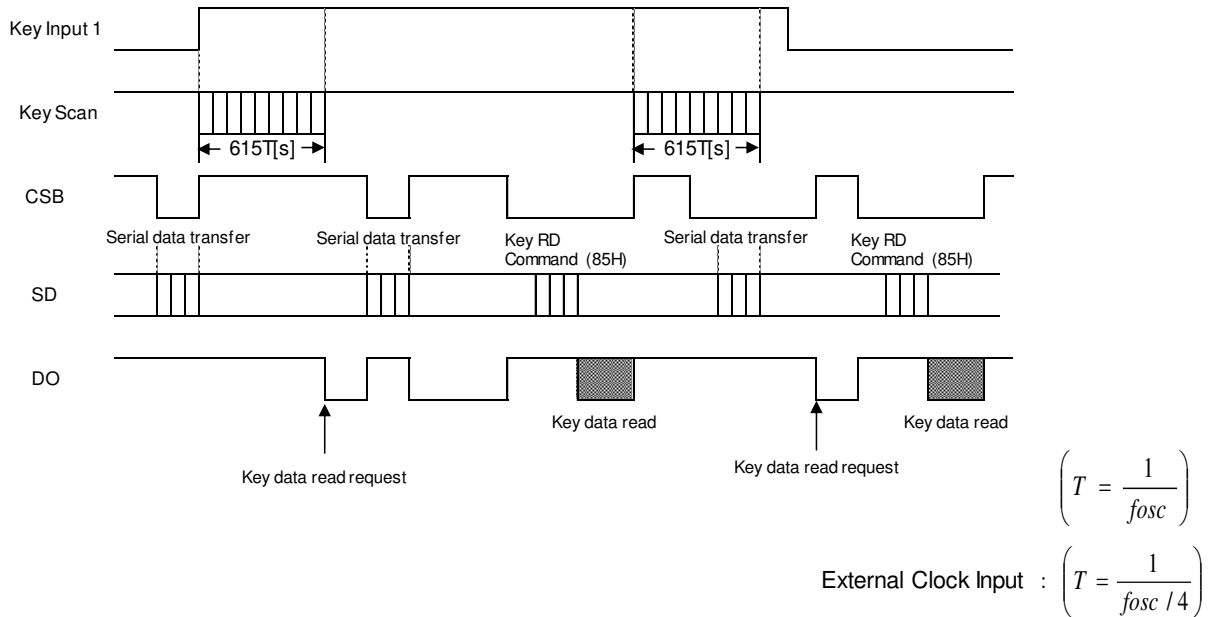 Key Input 1
Key Scan
615T[s] 615T[s]
CSB
Serial data transfer Serial data transfer Key RD Command (85H) Serial data transfer Key RD Command (85H)
SD
DO
Key data read Key data read
Key data read request Key data read request
( T = 1 / fosc )
External Clock Input : ( T = 1 / fosc / 4 )